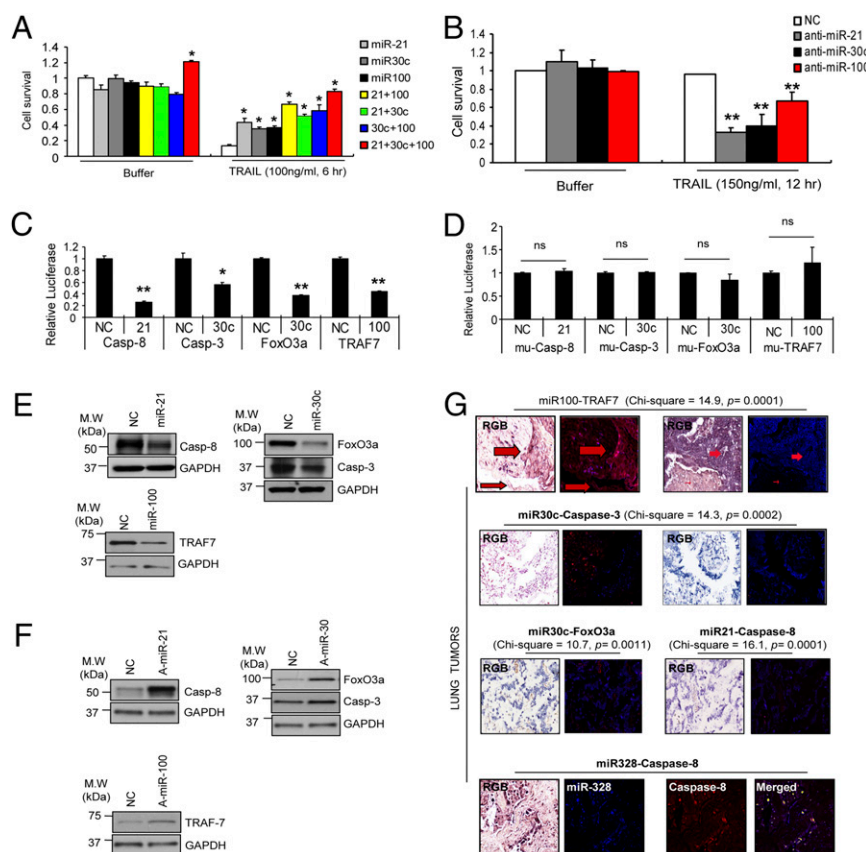 A
Cell survival
1.4
1.2
1
0.8
0.6
0.4
0.2
0
*
* * * * * * *
Buffer
TRAIL (100ng/ml, 6 hr)
miR-21
miR30c
miR100
21+100
21+30c
30c+100
21+30c+100
B
Cell survival
1.4
1.2
1
0.8
0.6
0.4
0.2
0
** ** **
Buffer
TRAIL (150ng/ml, 12 hr)
NC
anti-miR-21
anti-miR-30c
anti-miR-100
C
Relative Luciferase
1.2
1
0.8
0.6
0.4
0.2
0
** * ** **
NC 21 NC 30c NC 30c NC 100
Casp-8 Casp-3 FoxO3a TRAF7
D
Relative Luciferase
2
1.5
1
0.5
0
ns ns ns ns
NC 21 NC 30c NC 30c NC 100
mu-Casp-8 mu-Casp-3 mu-FoxO3a mu-TRAF7
E
M.W
(kDa)
NC miR-21
50 Casp-8
37 GAPDH
M.W
(kDa)
NC miR-30c
100 FoxO3a
37 Casp-3
37 GAPDH
M.W
(kDa)
NC miR-100
75
TRAF7
37 GAPDH
F
M.W
(kDa)
NC A-miR-21
50 Casp-8
37 GAPDH
M.W
(kDa)
NC A-miR-30
100 FoxO3a
37 Casp-3
37 GAPDH
M.W
(kDa)
NC A-miR-100
75
TRAF-7
37 GAPDH
G
LUNG TUMORS
miR100-TRAF7 (Chi-square = 14.9, p= 0.0001)
RGB RGB
miR30c-Caspase-3 (Chi-square = 14.3, p= 0.0002)
RGB RGB
miR30c-FoxO3a
(Chi-square = 10.7, p= 0.0011)
miR21-Caspase-8
(Chi-square = 16.1, p= 0.0001)
RGB RGB
miR328-Caspase-8
RGB miR-328 Caspase-8 Merged